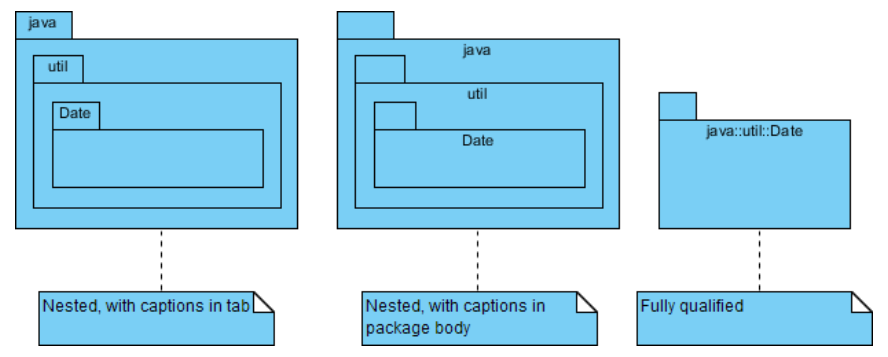 java
util
Date
Nested, with captions in tab
java
util
Date
Nested, with captions in
package body
java::util::Date
Fully qualified